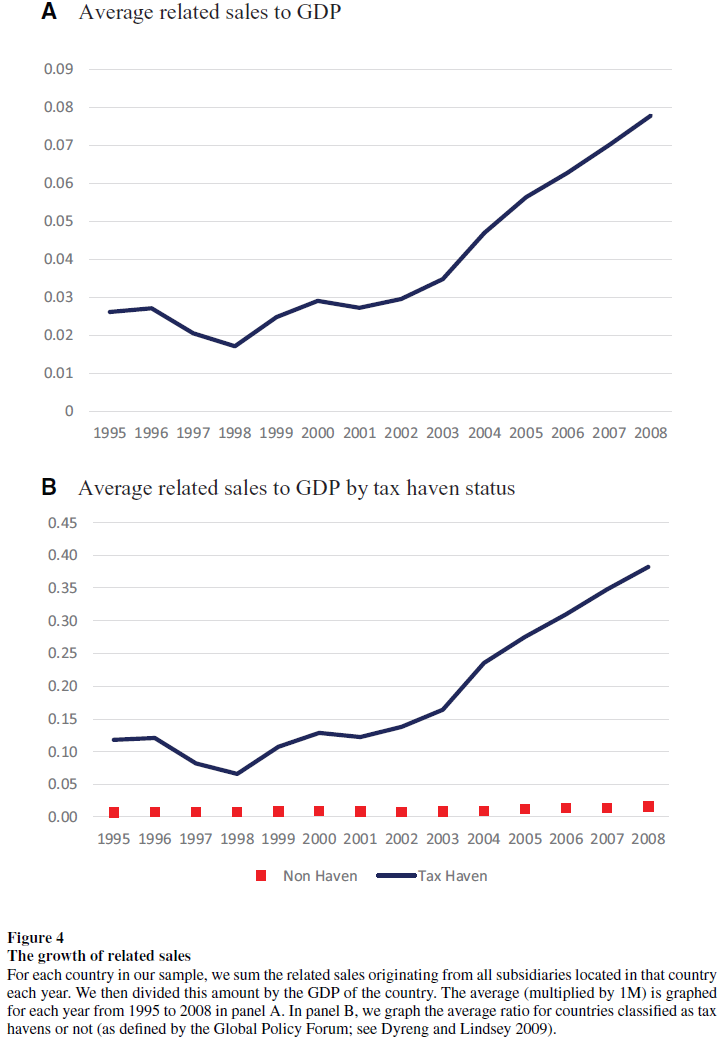 A Average related sales to GDP
0.09
0.08
0.07
0.06
0.05
0.04
0.03
0.02
0.01
0
1995 1996 1997 1998 1999 2000 2001 2002 2003 2004 2005 2006 2007 2008
B Average related sales to GDP by tax haven status
0.45
0.40
0.35
0.30
0.25
0.20
0.15
0.10
0.05
0.00
1995 1996 1997 1998 1999 2000 2001 2002 2003 2004 2005 2006 2007 2008
Non Haven Tax Haven
Figure 4
The growth of related sales
For each country in our sample, we sum the related sales originating from all subsidiaries located in that country
each year. We then divided this amount by the GDP of the country. The average (multiplied by 1M) is graphed
for each year from 1995 to 2008 in panel A. In panel B, we graph the average ratio for countries classified as tax
havens or not (as defined by the Global Policy Forum; see Dyreng and Lindsey 2009).